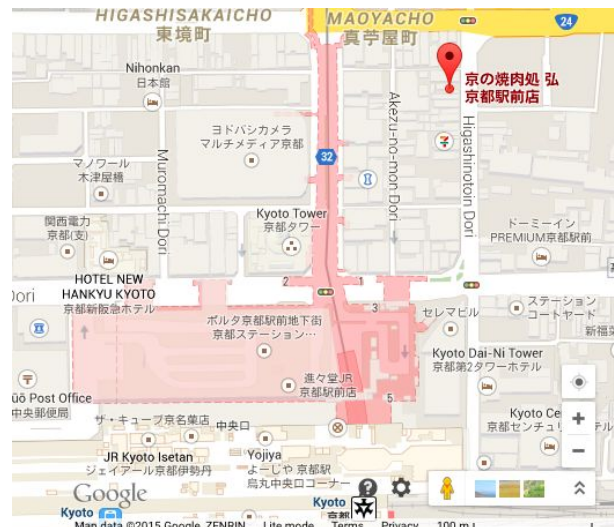 HIGASHISAKAICHO
東境町
MAOYACHO
真苧屋町
24
Nihonkan
日本館
京の焼肉処 弘
京都駅前店
ヨドバシカメラ
マルチメディア京都
32
Akezu-no-mon Dori
Higashinotoin Dori
マノワール
木津屋橋
Muromachi Dori
関西電力
京都(支)
Kyoto Tower
京都タワー
ドーミーイン
PREMIUM京都駅前
HOTEL NEW
HANKYU KYOTO
京都新阪急ホテル
2
1
3
5
Dori
ポルタ京都駅前地下街
京都ステーション…
セレマビル
ステーション
コートヤード
新福菜
進々堂JR
京都駅前店
Kyoto Dai-Ni Tower
京都第2タワーホテル
ūō Post Office
中央郵便局
ザ・キューブ京名菓店
中央口
Kyoto Ce
京都センチュリ
テル
JR Kyoto Isetan
ジェイアール京都伊勢丹
Yojiya
よーじや 京都駅
烏丸中央口コーナー
Google
Kyoto
Kyoto
京都
Map data ©2015 Google, ZENRIN
Lite mode
Terms
Privacy
100 m